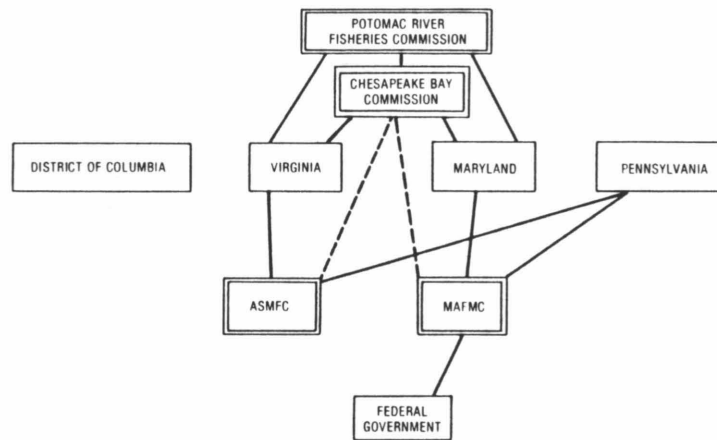 POTOMAC RIVER
FISHERIES COMMISSION
CHESAPEAKE BAY
COMMISSION
DISTRICT OF COLUMBIA
VIRGINIA
MARYLAND
PENNSYLVANIA
ASMFC
MAFMC
FEDERAL
GOVERNMENT